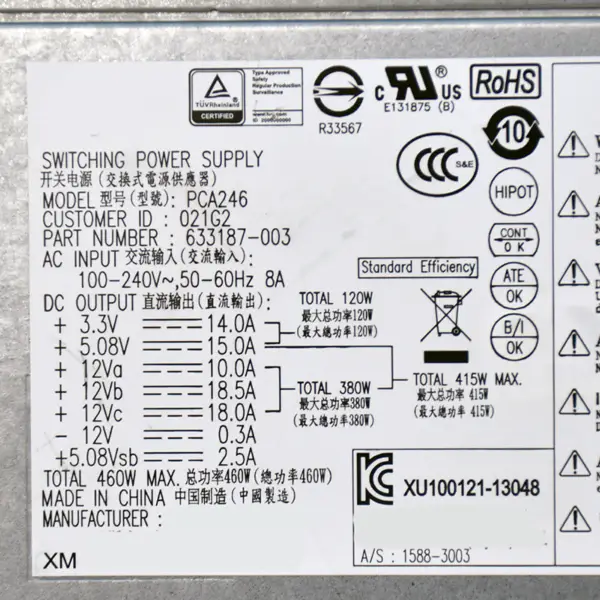 TÜVRheinland
CERTIFIED
Type Approved
Safety
Regular Production
Surveillance
R33567
c UR US
®
E131875 (B)
RoHS
10
CCC S&E
HIPOT
CONT
OK
ATE
OK
B/I
OK
SWITCHING POWER SUPPLY
开关电源 (交換式電源供應器)
MODEL 型号(型號): PCA246
CUSTOMER ID : 021G2
PART NUMBER : 633187-003
AC INPUT 交流输入 (交流輸入):
100-240V~,50-60Hz 8A
Standard Efficiency
DC OUTPUT 直流输出 (直流輸出):
+ 3.3V 14.0A
+ 5.08V 15.0A
+ 12Va 10.0A
+ 12Vb 18.5A
+ 12Vc 18.0A
- 12V 0.3A
+5.08Vsb 2.5A
TOTAL 120W
最大总功率120W
(最大總功率120W)
TOTAL 380W
最大总功率380W
(最大總功率380W)
TOTAL 415W MAX.
最大总功率 415W
(最大總功率 415W)
TOTAL 460W MAX. 总功率460W (總功率460W)
MADE IN CHINA 中国制造 (中國製造)
MANUFACTURER :
XM
XU100121-13048
A/S : 1588-3003